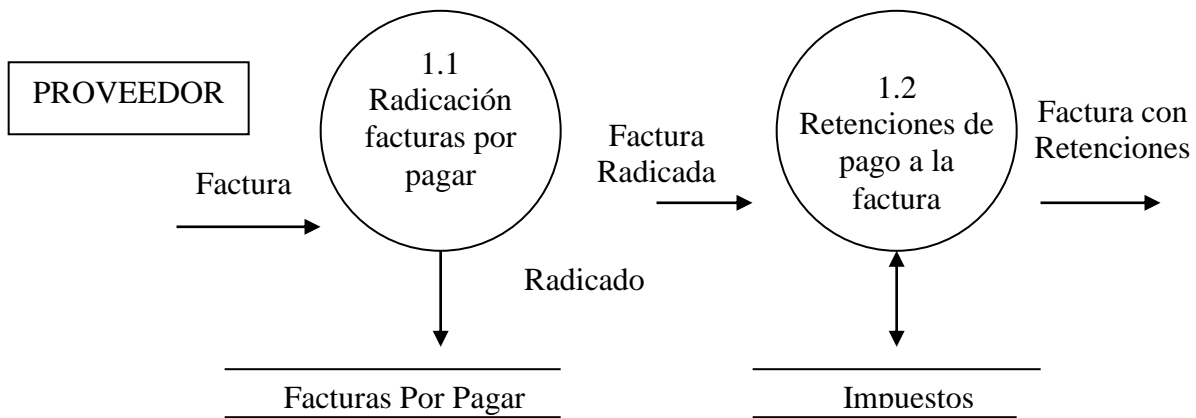 PROVEEDOR
Factura
1.1
Radicación
facturas por
pagar
Factura
Radicada
1.2
Retenciones de
pago a la
factura
Factura con
Retenciones
Radicado
Facturas Por Pagar
Impuestos